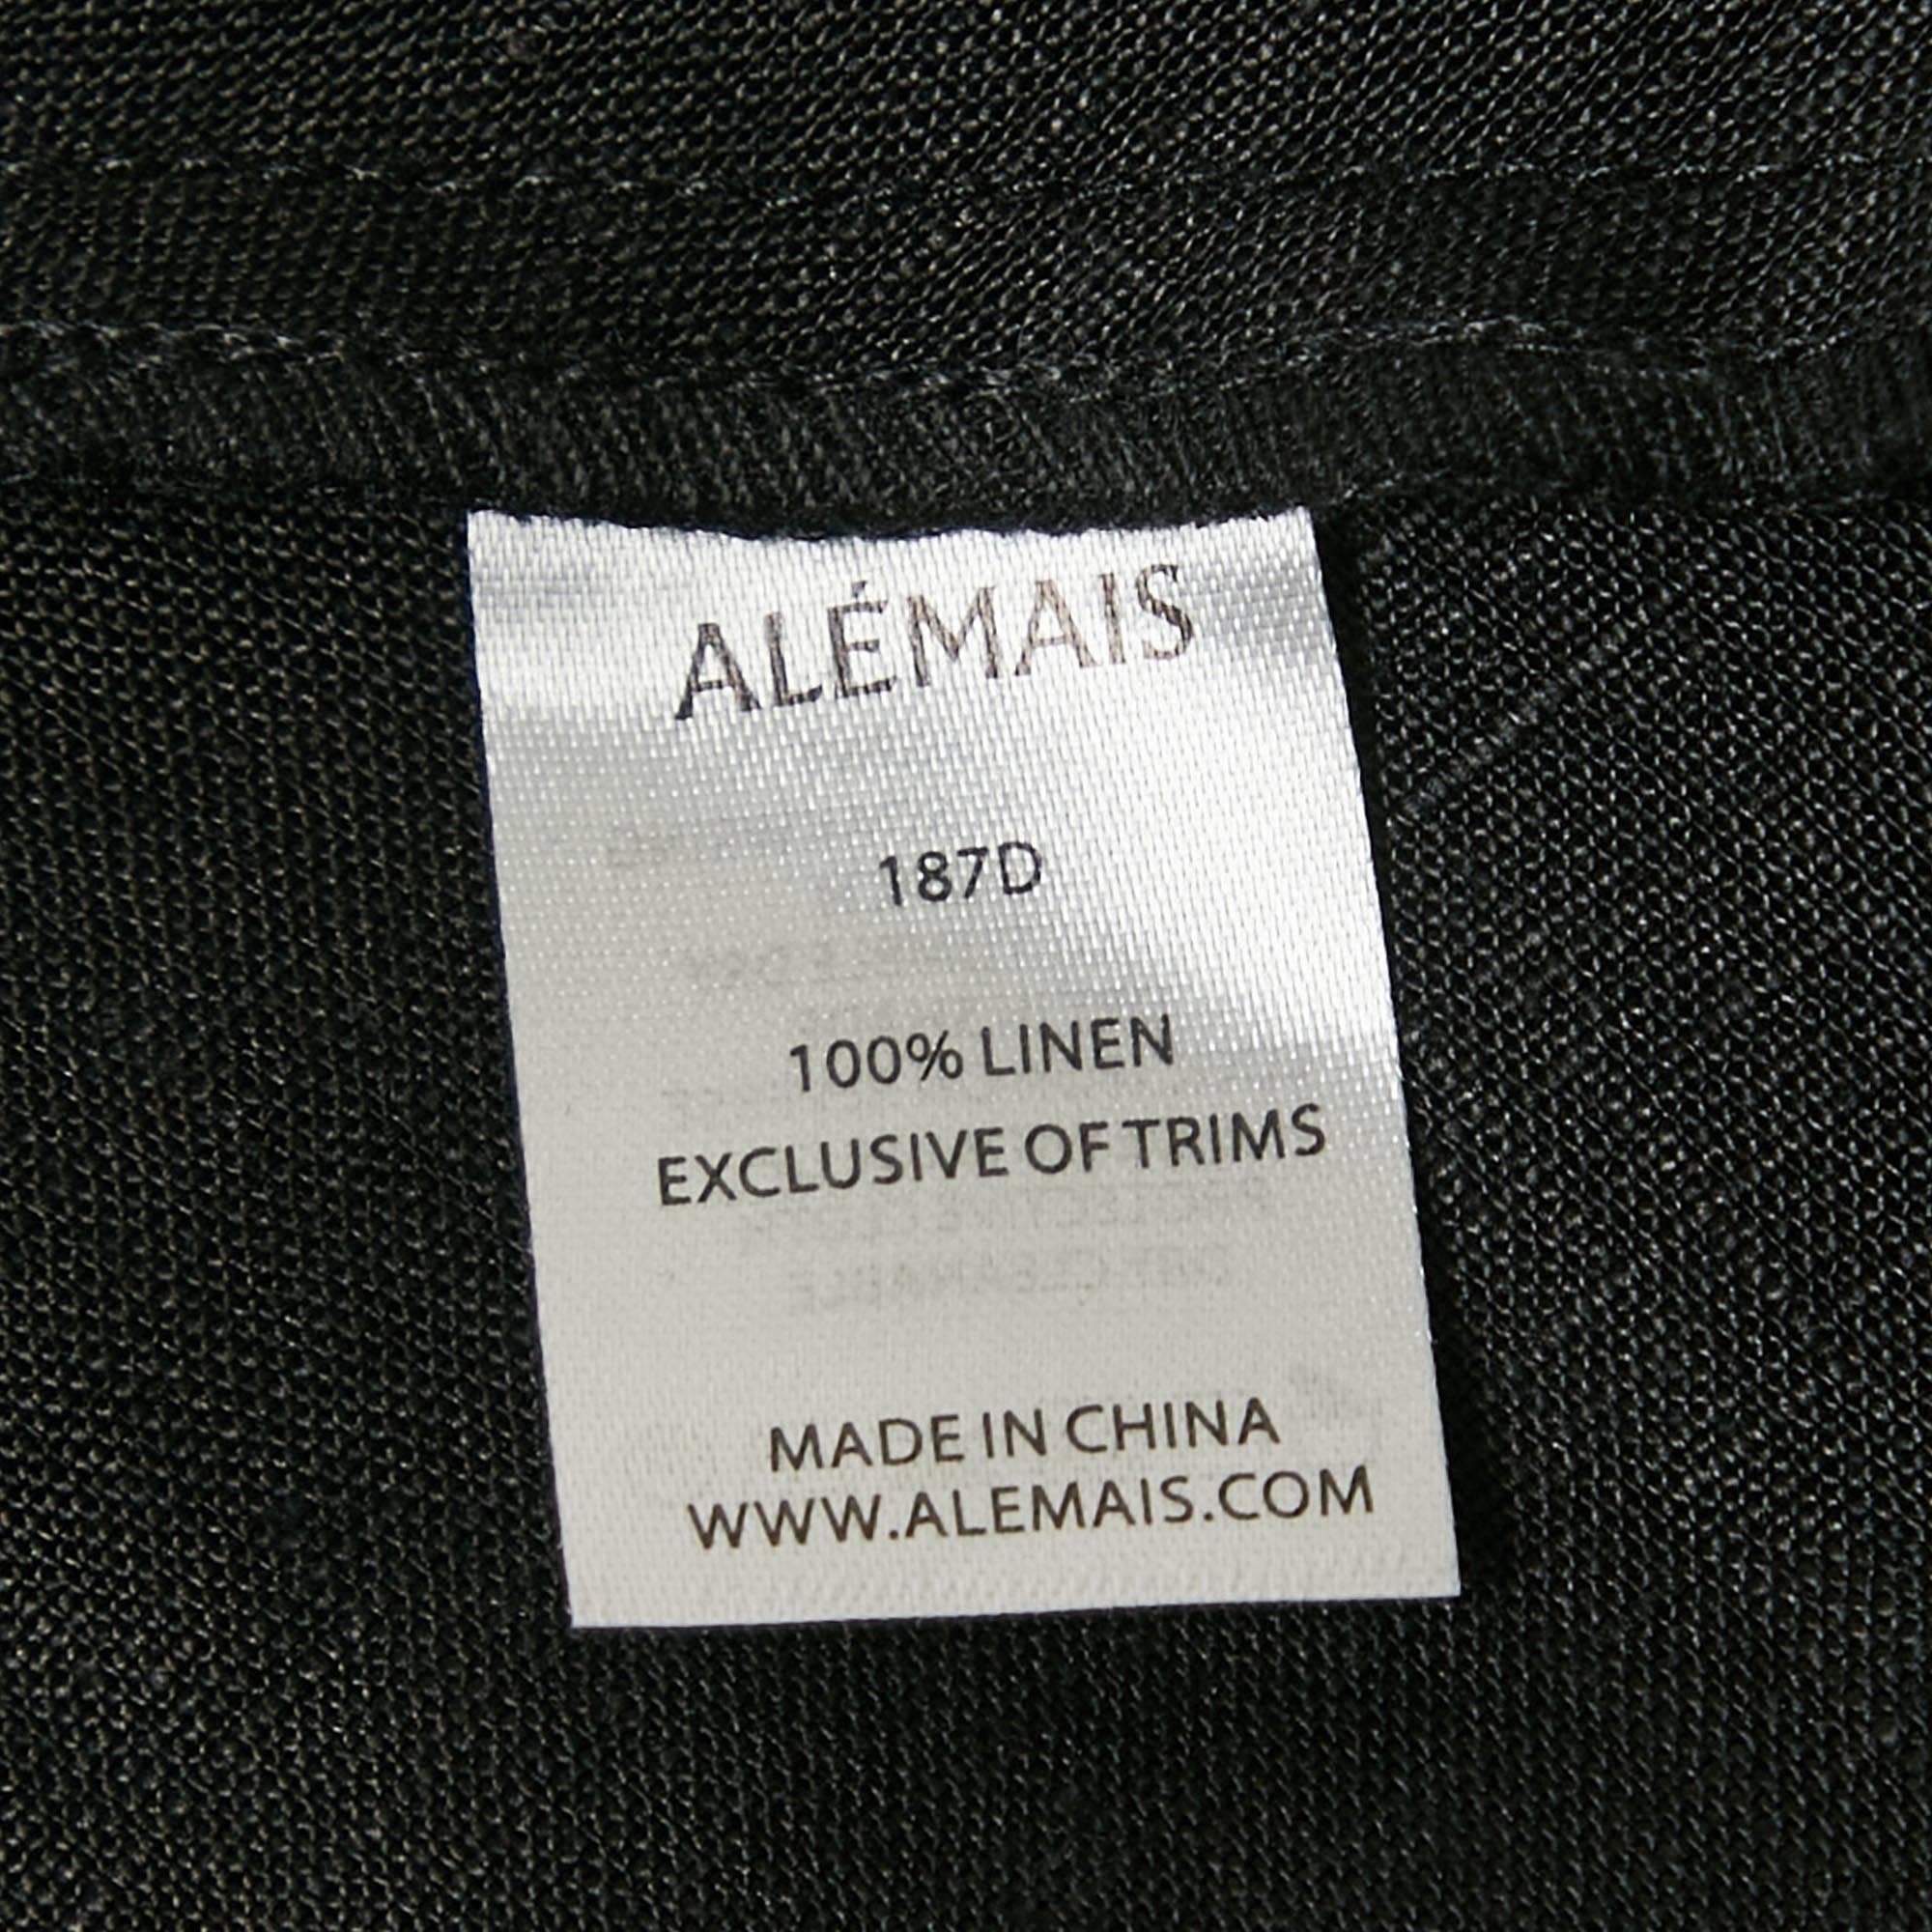 ALÉMAIS
187D
100% LINEN
EXCLUSIVE OF TRIMS
MADE IN CHINA
WWW.ALEMAIS.COM